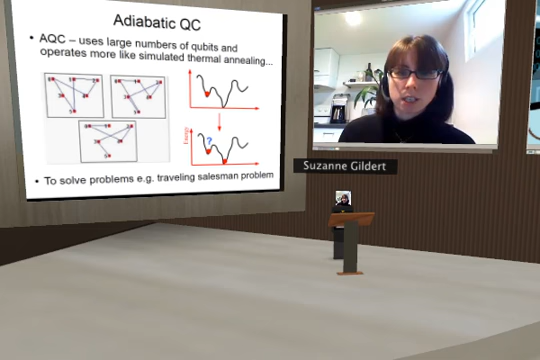 Adiabatic QC
• AQC – uses large numbers of qubits and
operates more like simulated thermal annealing...
• To solve problems e.g. traveling salesman problem
Suzanne Gildert